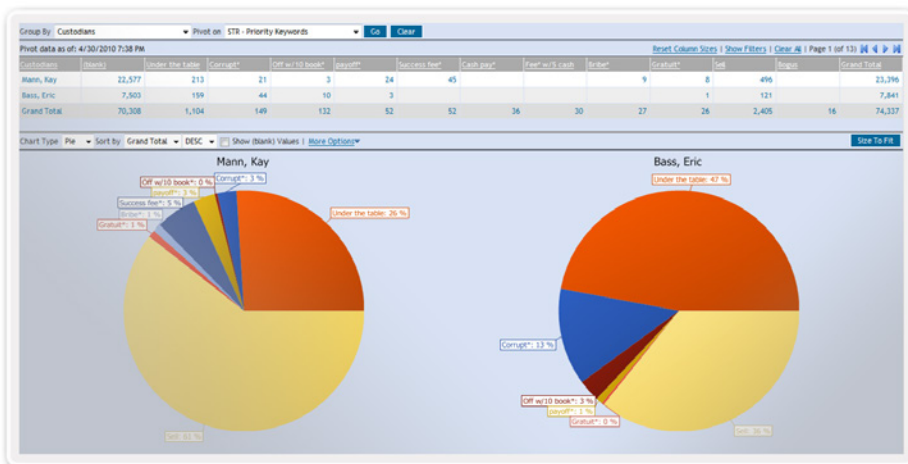 Group By Custodians Pivot on STR - Priority Keywords Go Clear
Pivot data as of: 4/30/2010 7:38 PM Reset Column Sizes | Show Filters | Clear All | Page 1 (of 13)
Custodians (blank) Under the table Corrupt* Off w/10 book* payoff* Success fee* Cash pay* Fee* w/5 cash Bribe* Gratuit* Sell Bogus Grand Total
Mann, Kay 22,577 213 21 3 24 45 9 8 496 23,396
Bass, Eric 7,503 159 44 10 3 1 121 7,841
Grand Total 70,308 1,104 149 132 52 52 36 30 27 26 2,405 16 74,337
Chart Type Pie Sort by Grand Total DESC Show (blank) Values | More Options Size To Fit
Mann, Kay
Off w/10 book*: 0 %
Corrupt*: 3 %
payoff*: 3 %
Success fee*: 5 %
Bribe*: 1 %
Gratuit*: 1 %
Under the table: 26 %
Sell: 61 %
Bass, Eric
Under the table: 47 %
Corrupt*: 13 %
Off w/10 book*: 3 %
payoff*: 1 %
Gratuit*: 0 %
Sell: 36 %